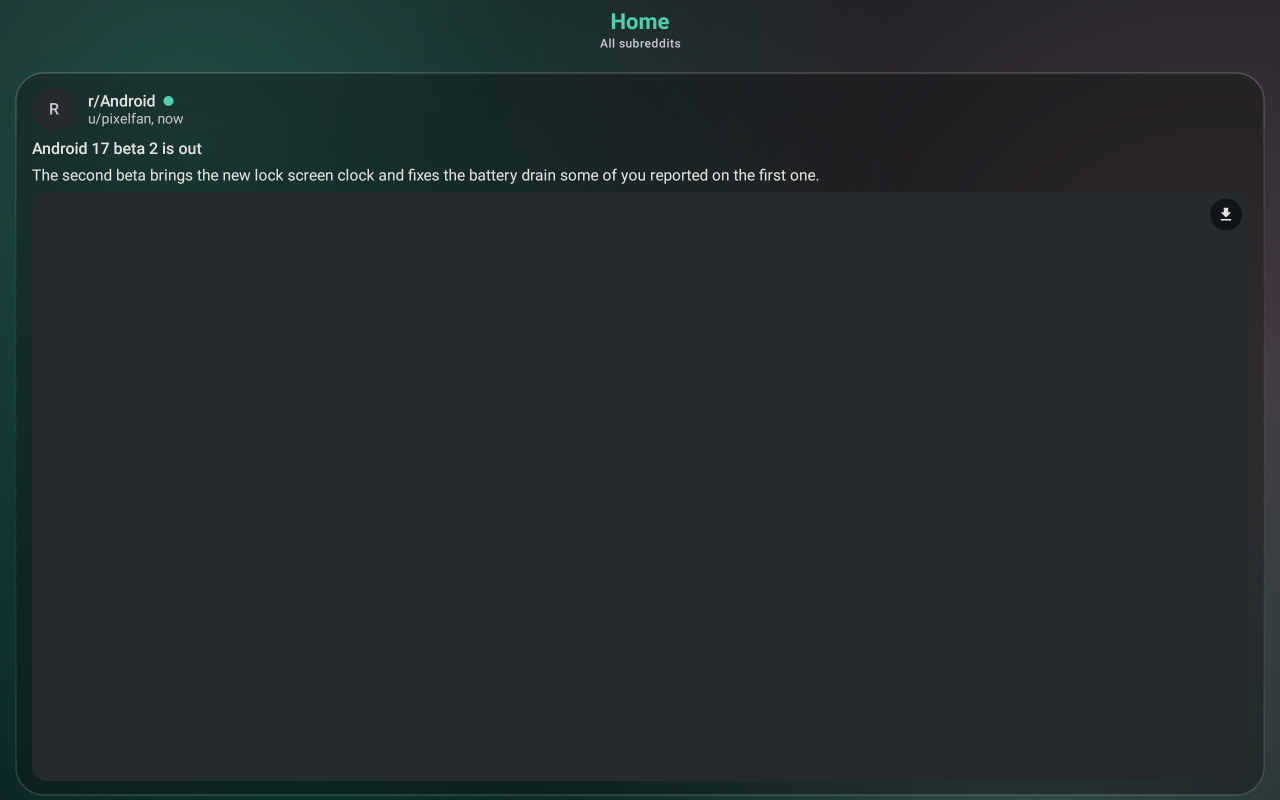 Home
All subreddits
R
r/Android
u/pixelfan, now
Android 17 beta 2 is out
The second beta brings the new lock screen clock and fixes the battery drain some of you reported on the first one.